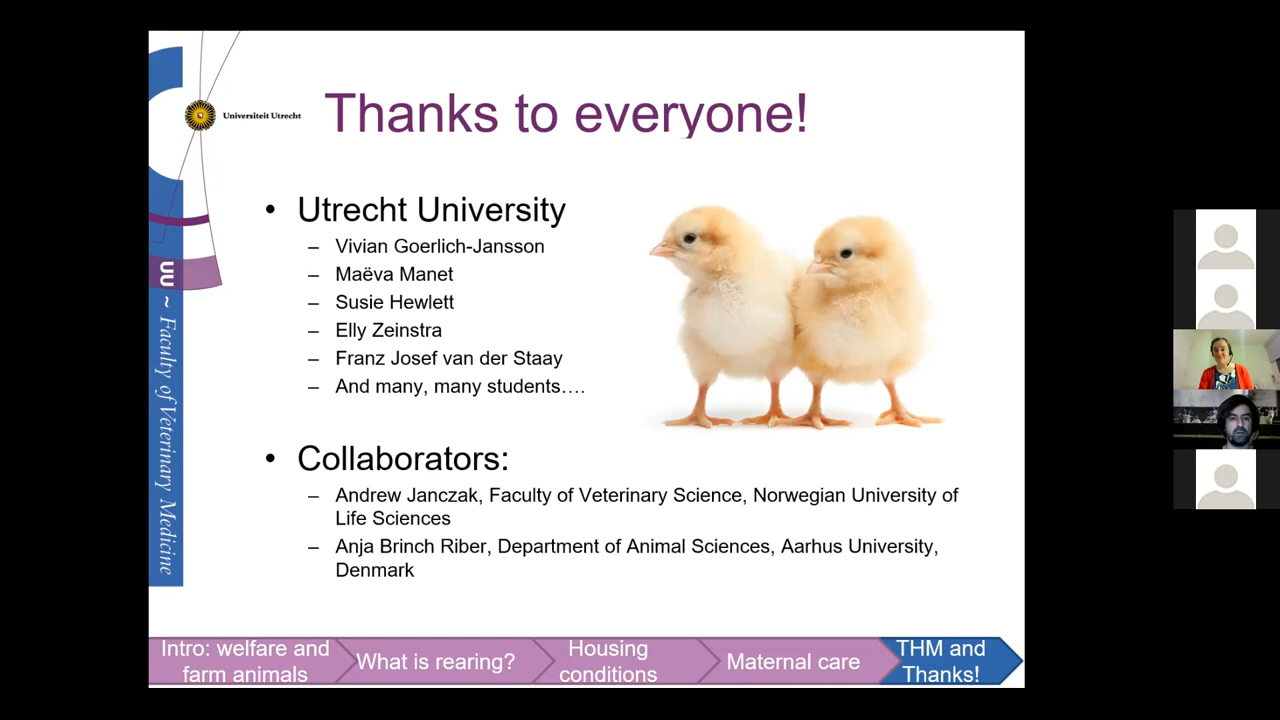 Universiteit Utrecht
Thanks to everyone!
• Utrecht University
– Vivian Goerlich-Jansson
– Maëva Manet
– Susie Hewlett
– Elly Zeinstra
– Franz Josef van der Staay
– And many, many students….
• Collaborators:
– Andrew Janczak, Faculty of Veterinary Science, Norwegian University of
Life Sciences
– Anja Brinch Riber, Department of Animal Sciences, Aarhus University,
Denmark
UU ~ Faculty of Veterinary Medicine
Intro: welfare and
farm animals
What is rearing?
Housing
conditions
Maternal care
THM and
Thanks!